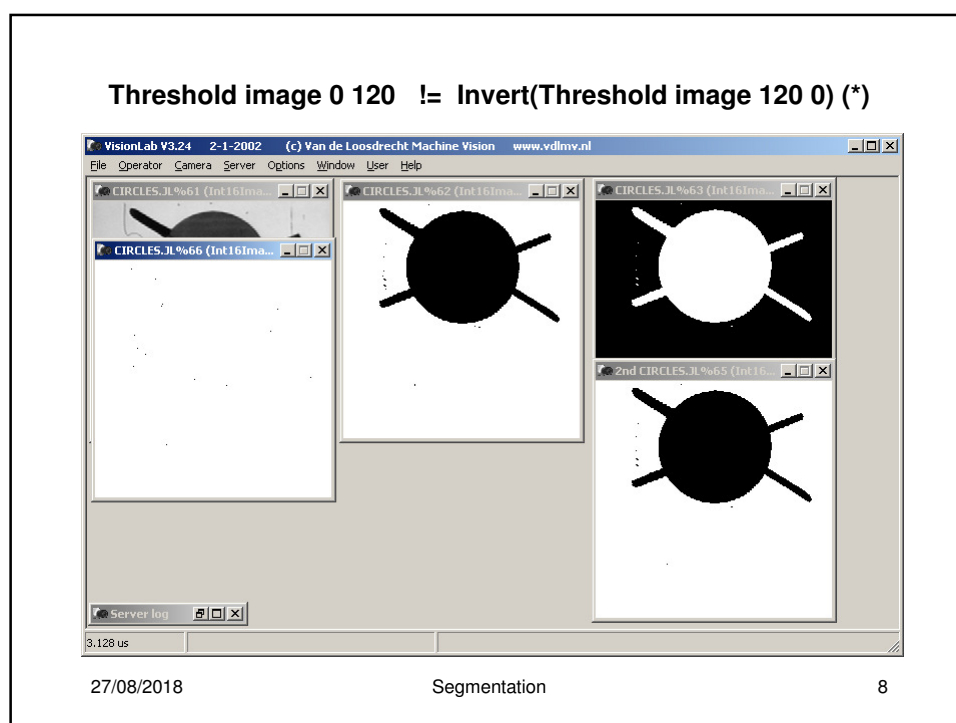 Threshold image 0 120 != Invert(Threshold image 120 0) (*)
VisionLab V3.24 2-1-2002 (c) Van de Loosdrecht Machine Vision www.vdlmv.nl
File Operator Camera Server Options Window User Help
CIRCLES.JL%61 (Int16Ima...
CIRCLES.JL%62 (Int16Ima...
CIRCLES.JL%63 (Int16Ima...
CIRCLES.JL%66 (Int16Ima...
2nd CIRCLES.JL%65 (Int16...
Server log
3.128 us
27/08/2018 Segmentation 8